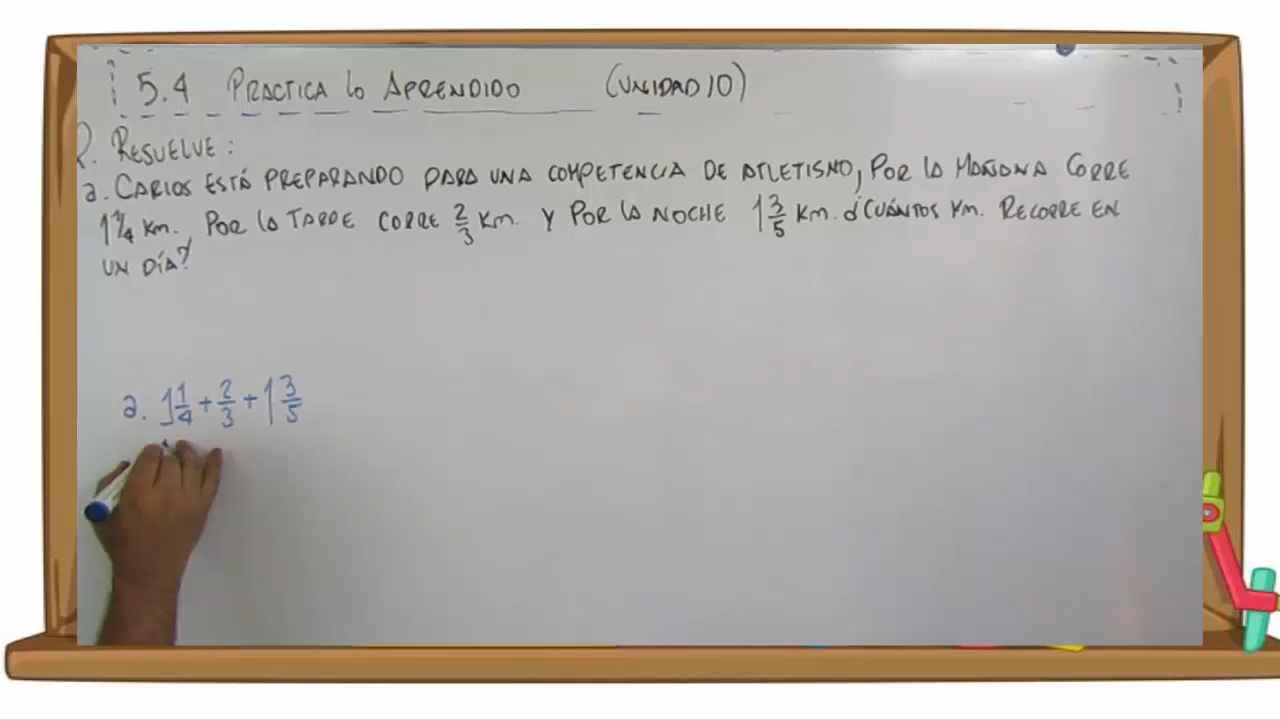 5.4 PRACTICA lo APRENDIDO (UNIDAD 10)
2. RESUELVE:
a. CARLOS ESTÁ PREPARANDO PARA UNA COMPETENCIA DE ATLETISMO, POR LA MAÑANA CORRE
1 1/4 Km. POR LA TARDE CORRE 2/3 Km. Y POR LA NOCHE 1 3/5 Km. ¿CUÁNTOS Km. RECORRE EN
UN DÍA?
a. 1 1/4 + 2/3 + 1 3/5